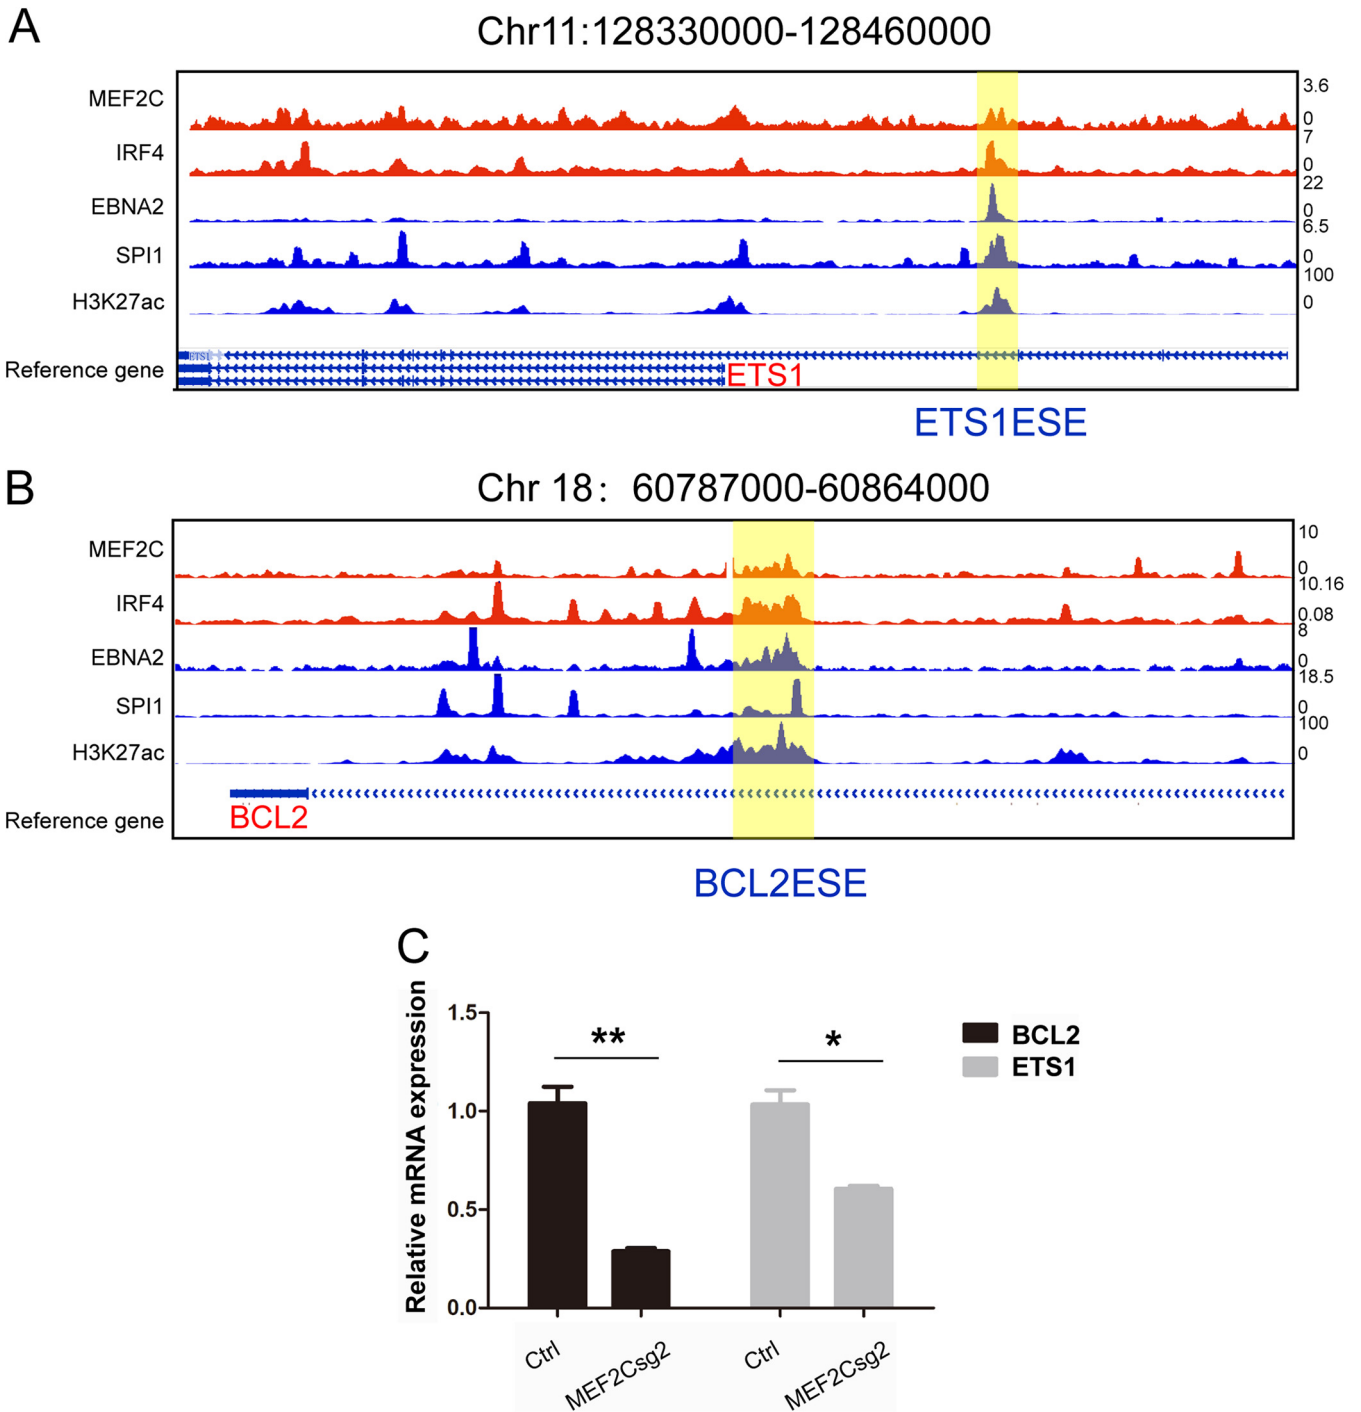 A
Chr11:128330000-128460000
MEF2C
3.6
0
IRF4
7
0
EBNA2
22
0
SPI1
6.5
0
H3K27ac
100
0
Reference gene
ETS1
ETS1
ETS1ESE
B
Chr 18: 60787000-60864000
MEF2C
10
0
IRF4
10.16
0.08
EBNA2
8
0
SPI1
18.5
0
H3K27ac
100
0
Reference gene
BCL2
BCL2ESE
C
Relative mRNA expression
1.5
1.0
0.5
0.0
**
*
BCL2
ETS1
Ctrl
MEF2Csg2
Ctrl
MEF2Csg2